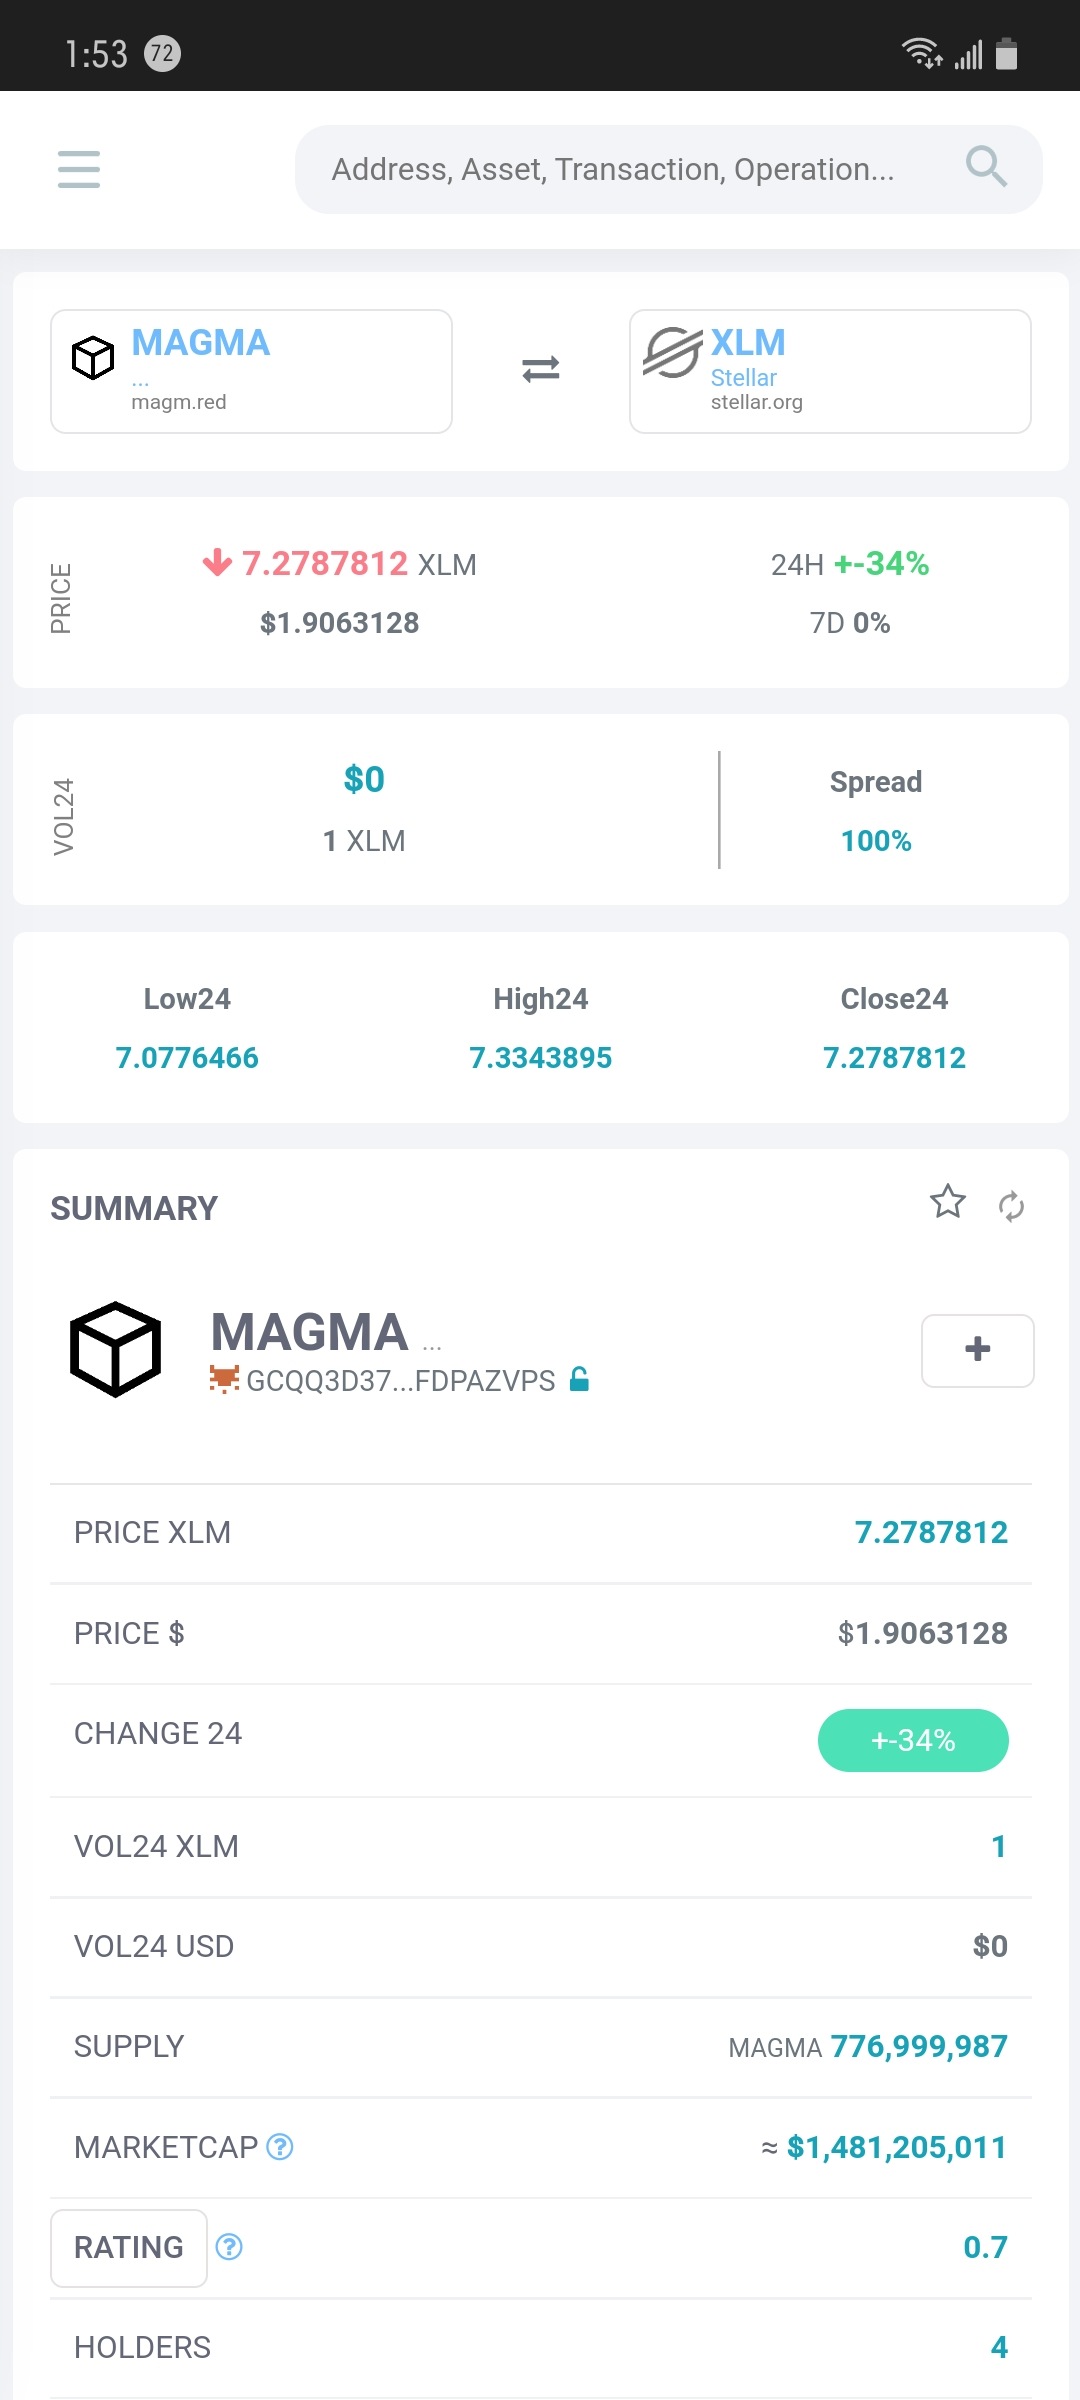 1:53 72
Address, Asset, Transaction, Operation...
MAGMA
...
magm.red
XLM
Stellar
stellar.org
PRICE
7.2787812 XLM
24H +-34%
$1.9063128
7D 0%
VOL24
$0
1 XLM
Spread
100%
Low24 High24 Close24
7.0776466 7.3343895 7.2787812
SUMMARY
MAGMA ...
GCQQ3D37...FDPAZVPS
+
PRICE XLM 7.2787812
PRICE $ $1.9063128
CHANGE 24 +-34%
VOL24 XLM 1
VOL24 USD $0
SUPPLY MAGMA 776,999,987
MARKETCAP ? ≈ $1,481,205,011
RATING ? 0.7
HOLDERS 4